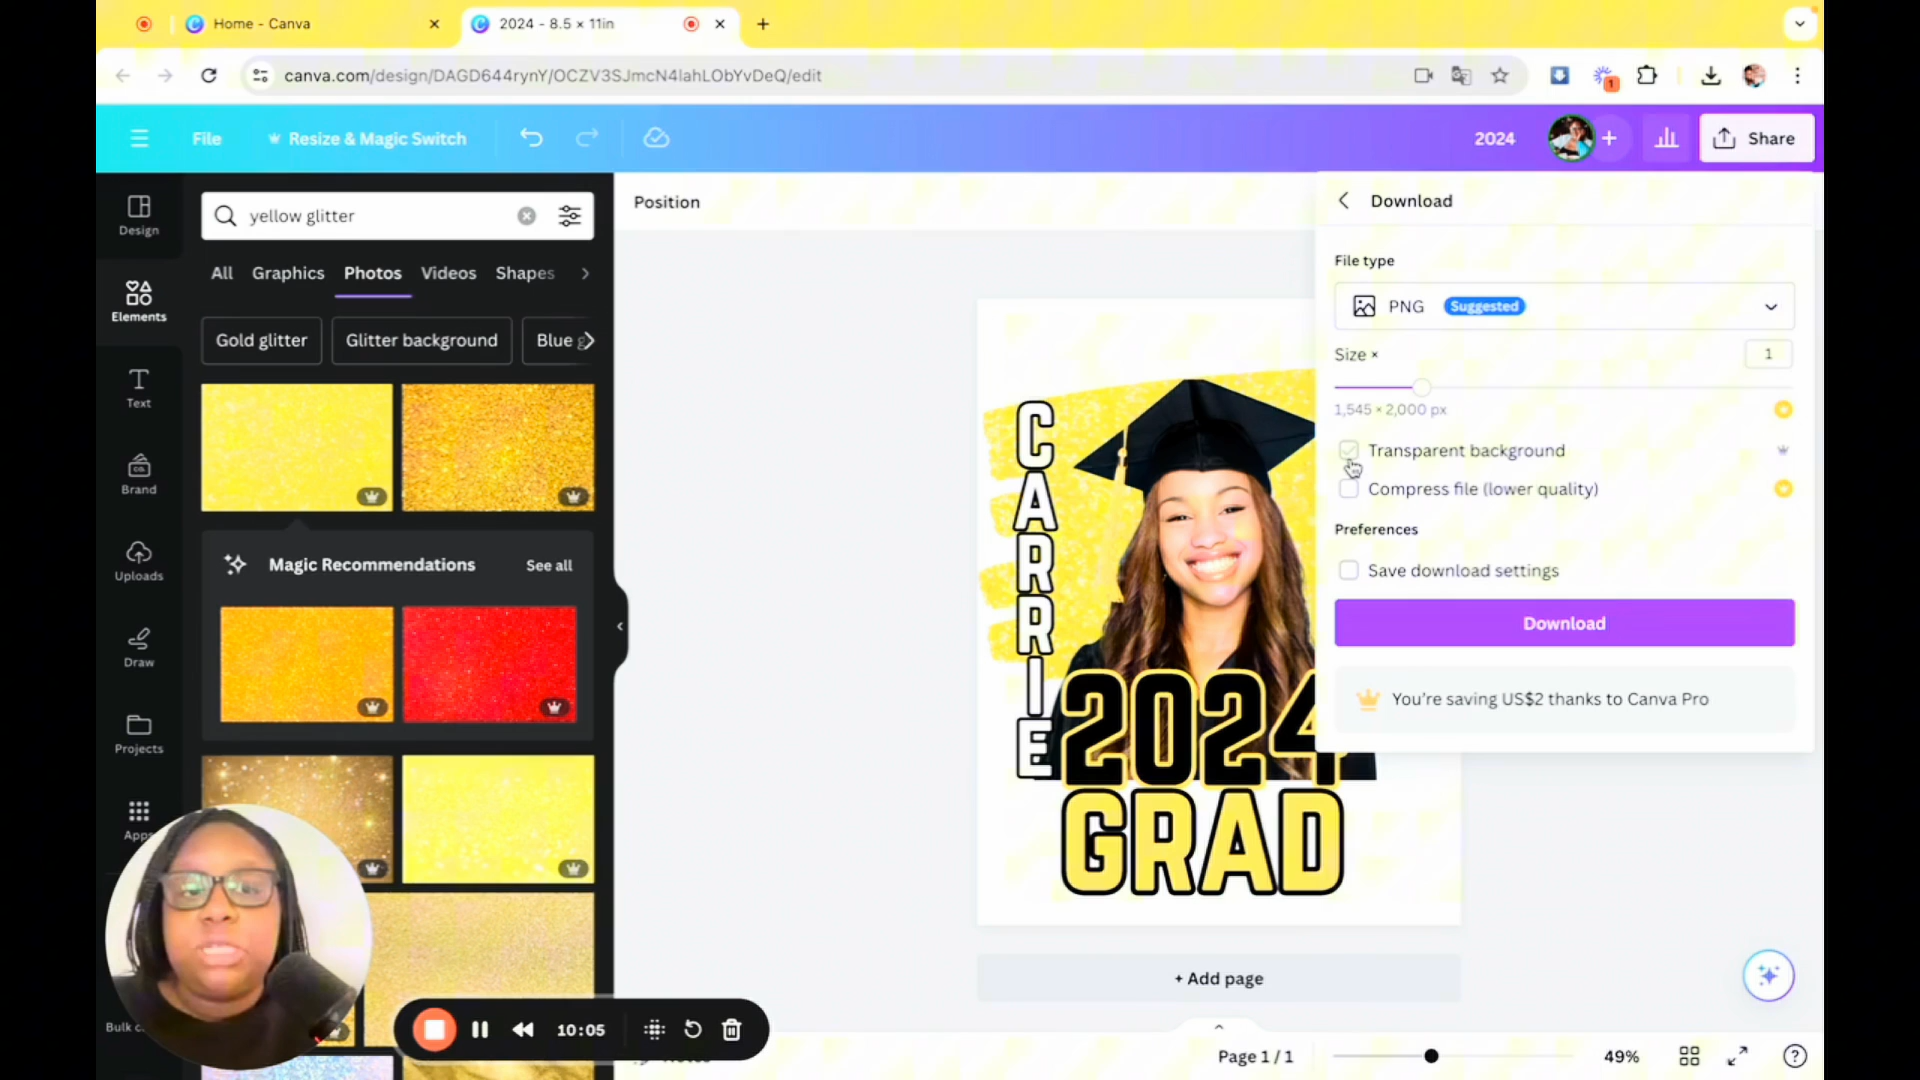 Home - Canva
2024 - 8.5 × 11in
canva.com/design/DAGD644rynY/OCZV3SJmcN4lahLObYvDeQ/edit
1
File
Resize & Magic Switch
2024
Share
Design
Elements
Text
Brand
Uploads
Draw
Projects
Apps
yellow glitter
All
Graphics
Photos
Videos
Shapes
Gold glitter
Glitter background
Blue
Magic Recommendations
See all
Position
CARRIE
2024
GRAD
+ Add page
Download
File type
PNG
Suggested
Size ×
1
1,545 × 2,000 px
Transparent background
Compress file (lower quality)
Preferences
Save download settings
Download
You're saving US$2 thanks to Canva Pro
10:05
Page 1 / 1
49%